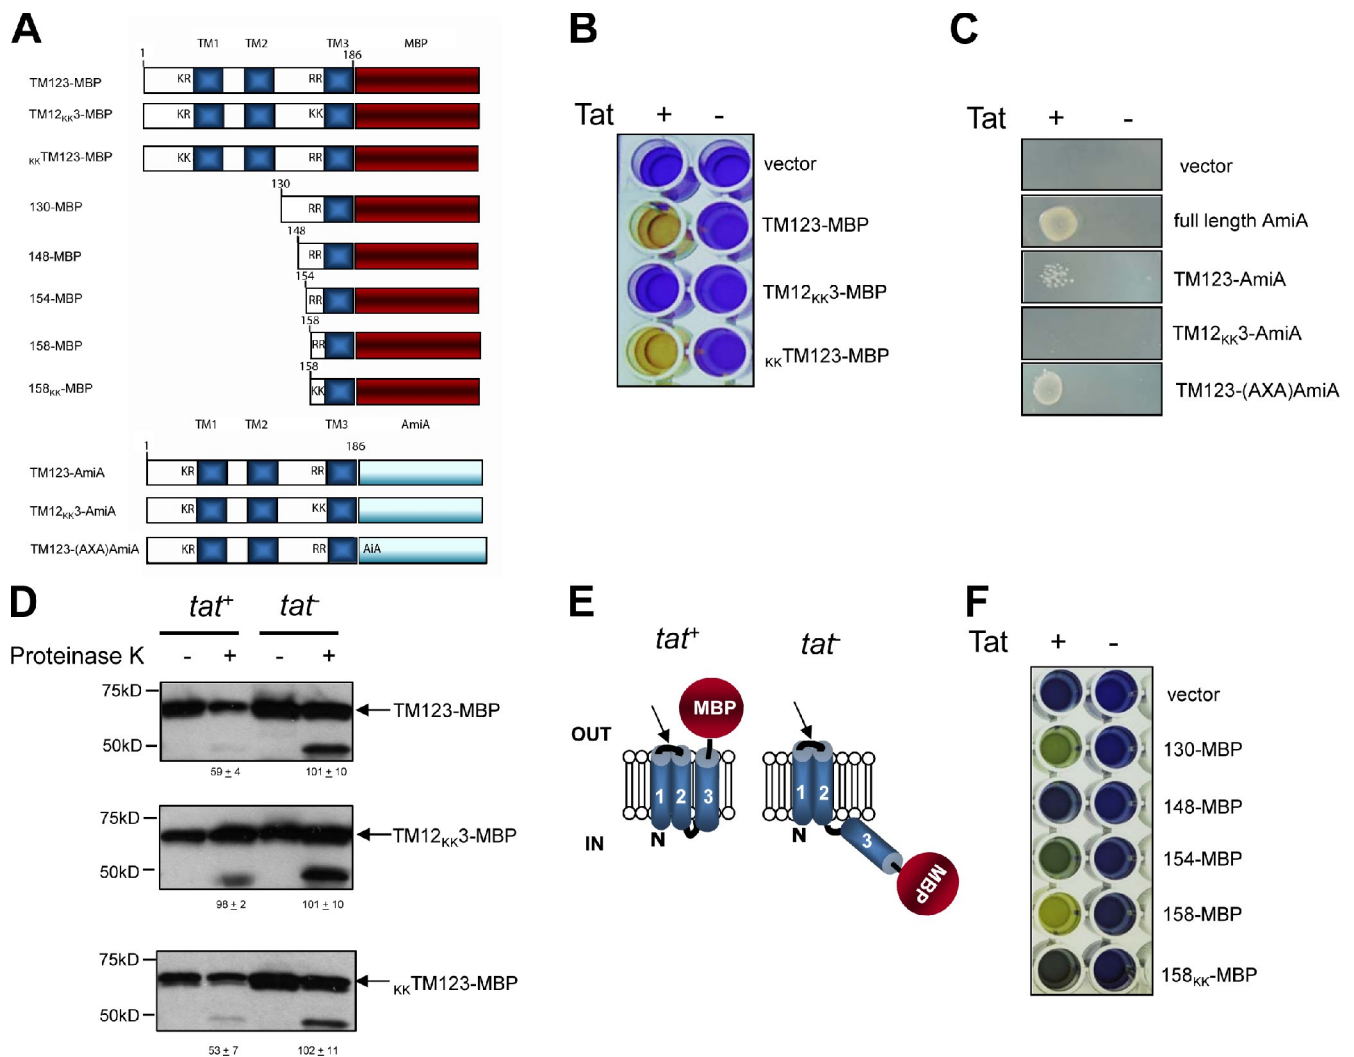 A
TM1 TM2 TM3 MBP
1 186
TM123-MBP KR RR
TM12KK3-MBP KR KK
KKTM123-MBP KK RR
130
130-MBP RR
148
148-MBP RR
154
154-MBP RR
158
158-MBP RR
158
158KK-MBP KK
TM1 TM2 TM3 AmiA
1 186
TM123-AmiA KR RR
TM12KK3-AmiA KR KK
TM123-(AXA)AmiA KR RR AiA
B
Tat + -
vector
TM123-MBP
TM12KK3-MBP
KKTM123-MBP
C
Tat + -
vector
full length AmiA
TM123-AmiA
TM12KK3-AmiA
TM123-(AXA)AmiA
D
tat+ tat-
Proteinase K - + - +
75kD
TM123-MBP
50kD
59 ± 4 101 ± 10
75kD
TM12KK3-MBP
50kD
98 ± 2 101 ± 10
75kD
KKTM123-MBP
50kD
53 ± 7 102 ± 11
E
tat+ tat-
MBP
OUT
1 2 3 1 2
N N
3
IN
MBP
F
Tat + -
vector
130-MBP
148-MBP
154-MBP
158-MBP
158KK-MBP